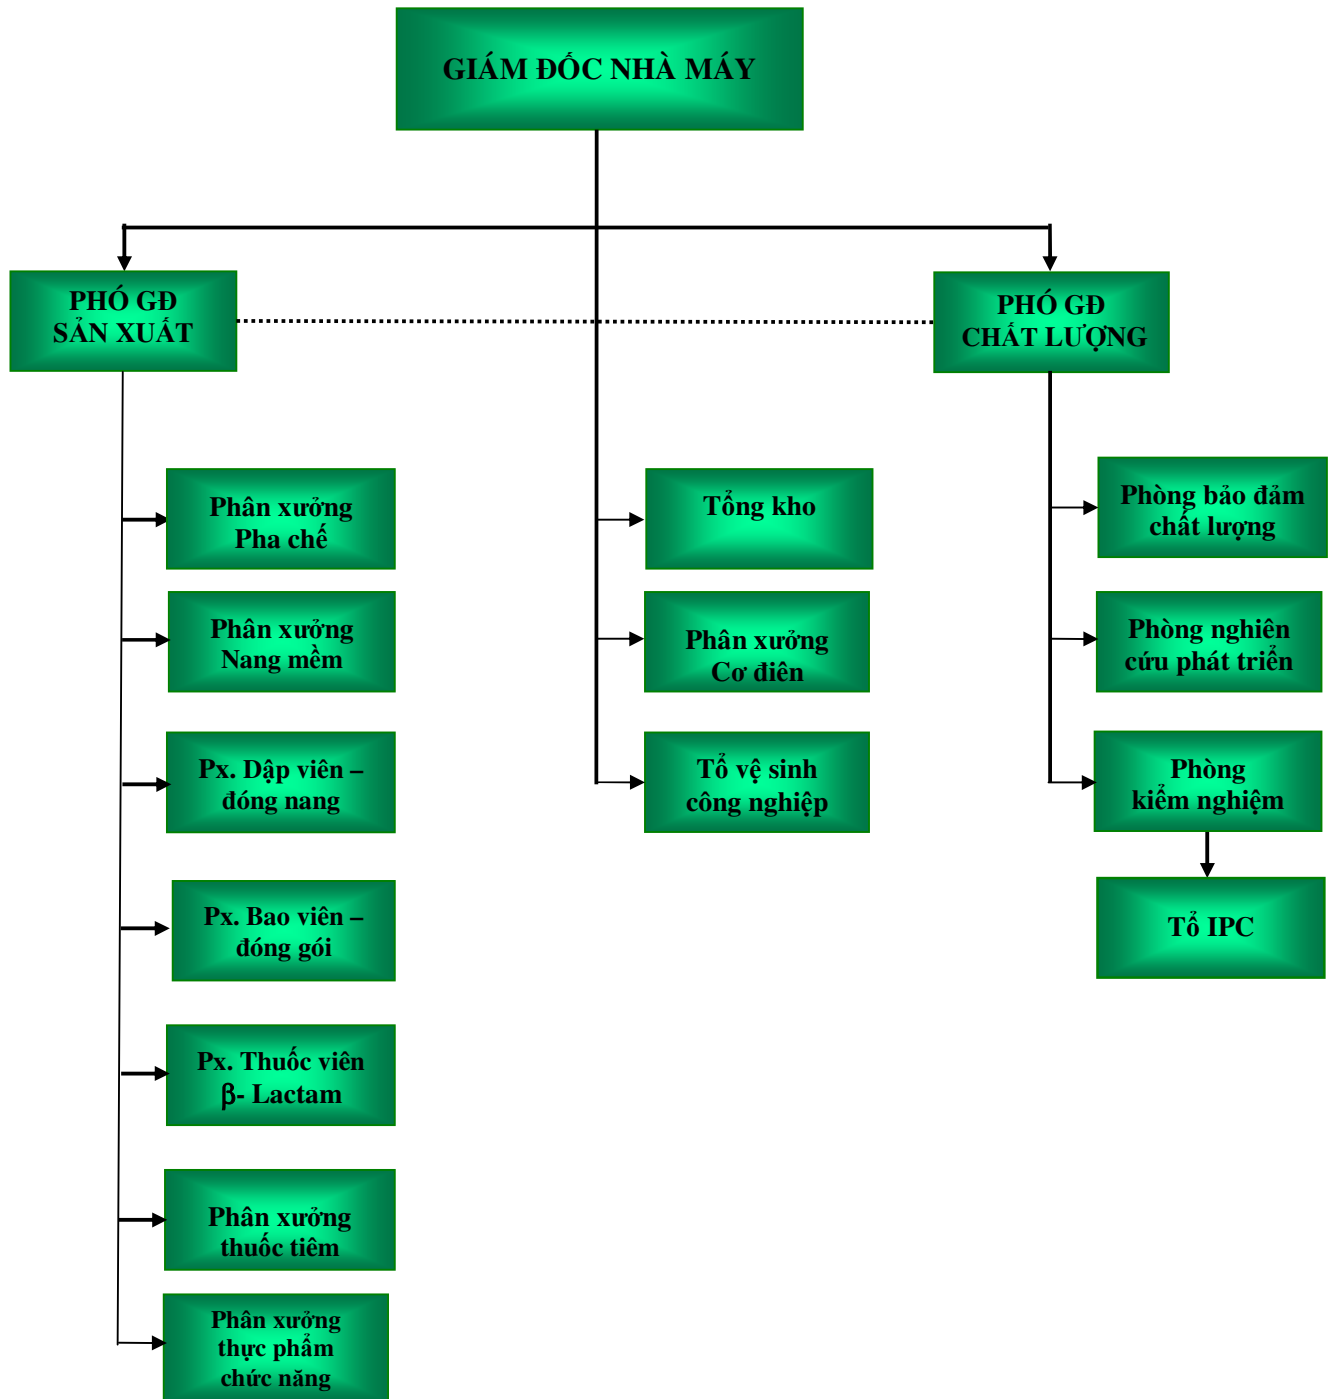 GIÁM ĐỐC NHÀ MÁY
PHÓ GĐ
SẢN XUẤT
PHÓ GĐ
CHẤT LƯỢNG
Phân xưởng
Pha chế
Phân xưởng
Nang mềm
Px. Dập viên –
đóng nang
Px. Bao viên –
đóng gói
Px. Thuốc viên
β- Lactam
Phân xưởng
thuốc tiêm
Phân xưởng
thực phẩm
chức năng
Tổng kho
Phân xưởng
Cơ điên
Tổ vệ sinh
công nghiệp
Phòng bảo đảm
chất lượng
Phòng nghiên
cứu phát triển
Phòng
kiểm nghiệm
Tổ IPC